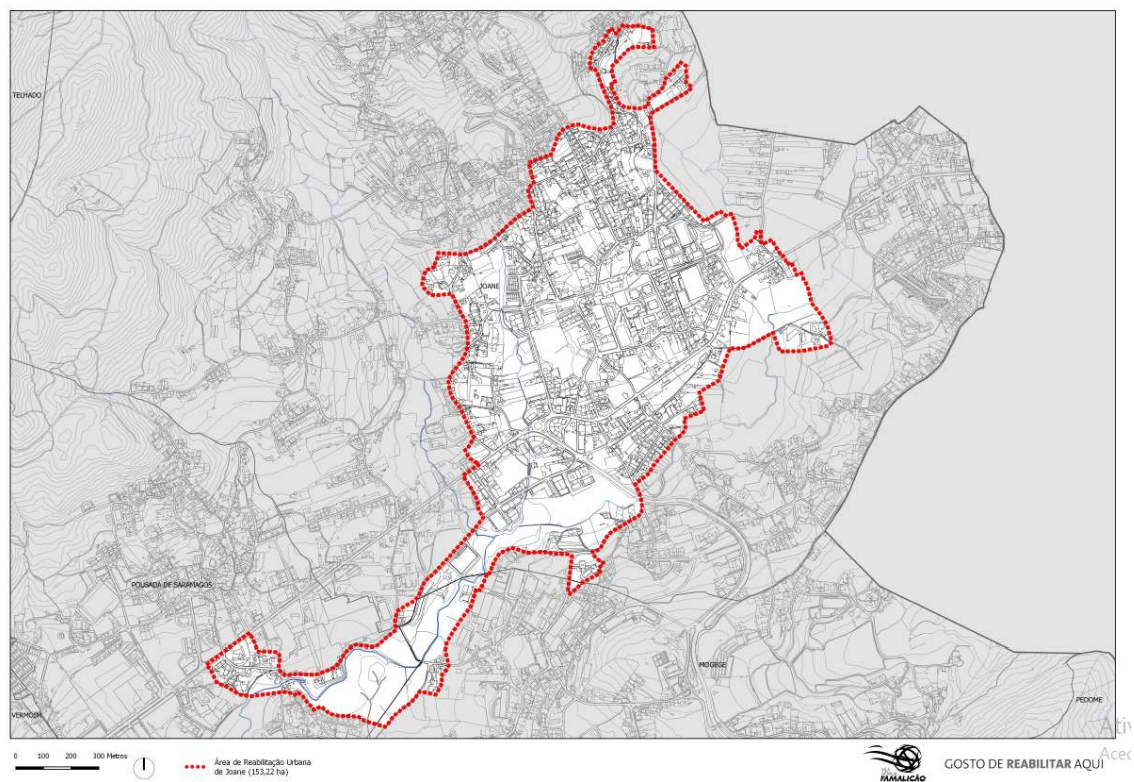 TELHADO
JOANE
POUSADA DE SARAMAGOS
MOGEGE
VERMOIM
PEDOME
0 100 200 300 Metros
Área de Reabilitação Urbana
de Joane (153,22 ha)
FAMALICÃO
GOSTO DE REABILITAR AQUI